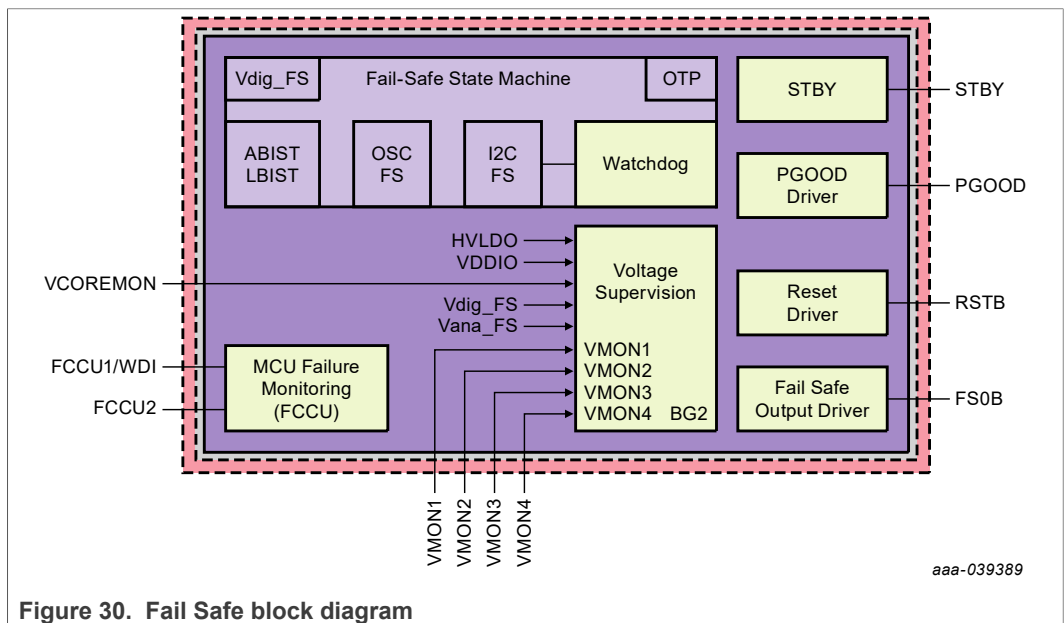 Vdig_FS
Fail-Safe State Machine
OTP
STBY
STBY
ABIST
LBIST
OSC
FS
I2C
FS
Watchdog
PGOOD
Driver
PGOOD
HVLDO
VDDIO
VCOREMON
Vdig_FS
Vana_FS
Voltage
Supervision
VMON1
VMON2
VMON3
VMON4 BG2
Reset
Driver
RSTB
FCCU1/WDI
FCCU2
MCU Failure
Monitoring
(FCCU)
Fail Safe
Output Driver
FS0B
VMON1
VMON2
VMON3
VMON4
aaa-039389
Figure 30. Fail Safe block diagram